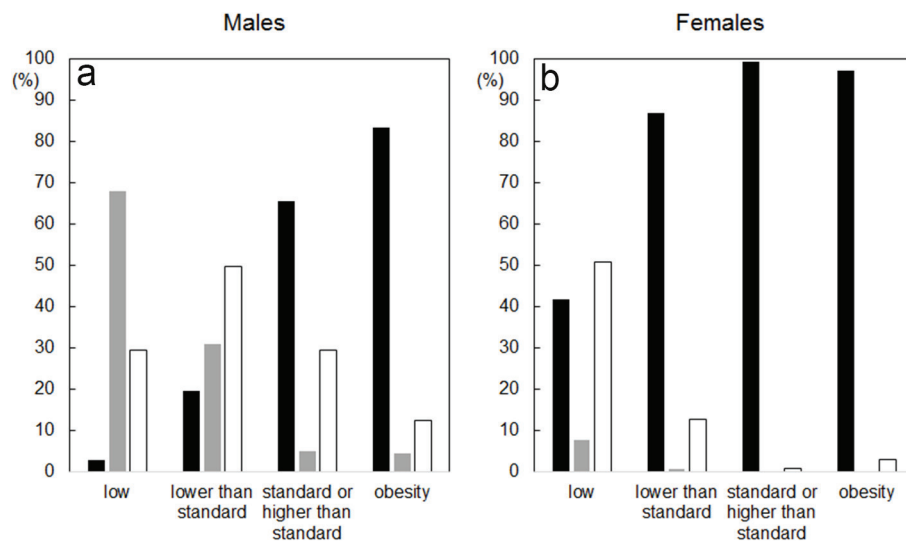 Males
a
100
(%)
90
80
70
60
50
40
30
20
10
0
low
lower than
standard
standard or
higher than
standard
obesity
Females
b
100
(%)
90
80
70
60
50
40
30
20
10
0
low
lower than
standard
standard or
higher than
standard
obesity